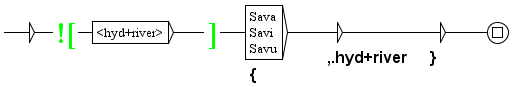 ![ <hyd+river> ]
Sava
Savi
Savu
{ ,.hyd+river }